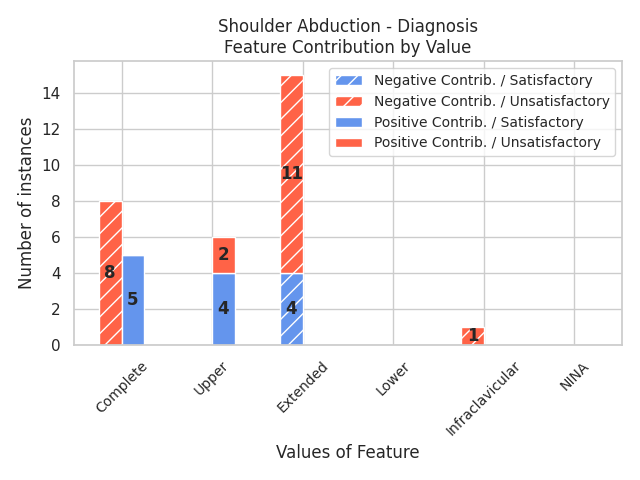 Shoulder Abduction - Diagnosis
Feature Contribution by Value
Negative Contrib. / Satisfactory
Negative Contrib. / Unsatisfactory
Positive Contrib. / Satisfactory
Positive Contrib. / Unsatisfactory
Number of instances
14
12
10
8
6
4
2
0
8
5
2
4
11
4
1
Complete
Upper
Extended
Lower
Infraclavicular
NINA
Values of Feature